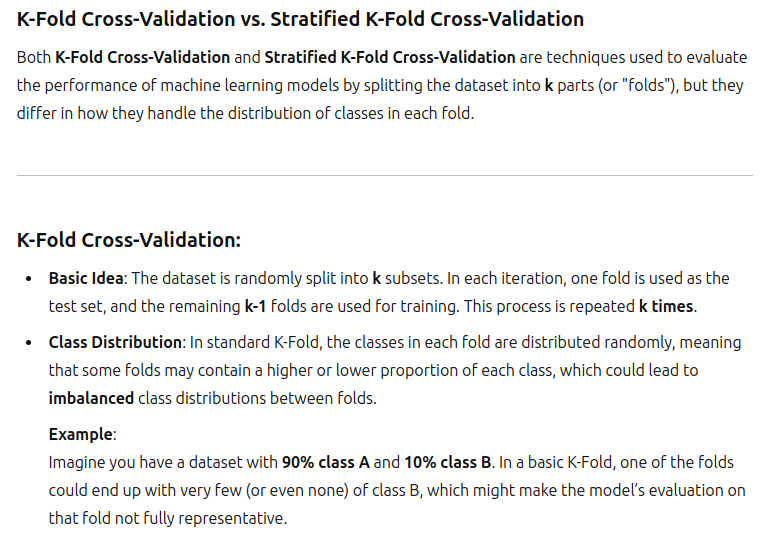 K-Fold Cross-Validation vs. Stratified K-Fold Cross-Validation
Both K-Fold Cross-Validation and Stratified K-Fold Cross-Validation are techniques used to evaluate
the performance of machine learning models by splitting the dataset into k parts (or "folds"), but they
differ in how they handle the distribution of classes in each fold.
K-Fold Cross-Validation:
• Basic Idea: The dataset is randomly split into k subsets. In each iteration, one fold is used as the
test set, and the remaining k-1 folds are used for training. This process is repeated k times.
• Class Distribution: In standard K-Fold, the classes in each fold are distributed randomly, meaning
that some folds may contain a higher or lower proportion of each class, which could lead to
imbalanced class distributions between folds.
Example:
Imagine you have a dataset with 90% class A and 10% class B. In a basic K-Fold, one of the folds
could end up with very few (or even none) of class B, which might make the model’s evaluation on
that fold not fully representative.